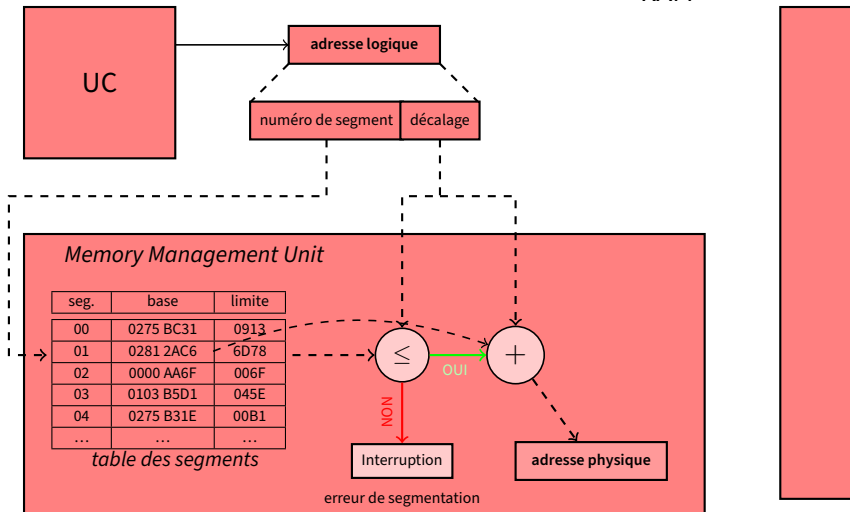 UC
adresse logique
numéro de segment décalage
Memory Management Unit
seg. base limite
00 0275 BC31 0913
01 0281 2AC6 6D78
02 0000 AA6F 006F
03 0103 B5D1 045E
04 0275 B31E 00B1
... ... ...
table des segments
≤
+
OUI
NON
Interruption
adresse physique
erreur de segmentation